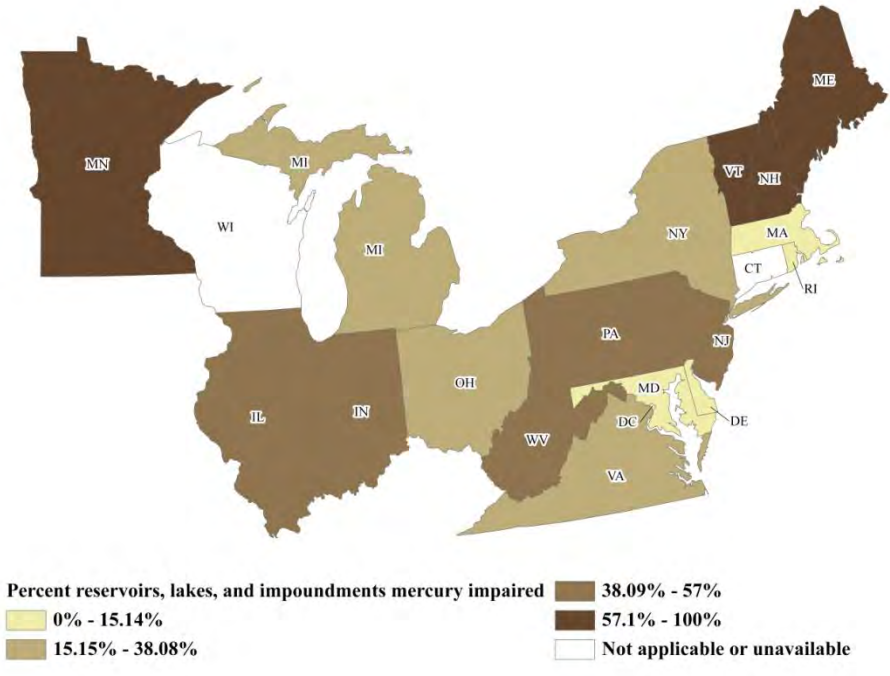 ME
MN
VT
NH
MI
WI
NY
MA
MI
CT
RI
PA
NJ
OH
MD
IL
IN
DC
DE
WV
VA
Percent reservoirs, lakes, and impoundments mercury impaired
0% - 15.14%
15.15% - 38.08%
38.09% - 57%
57.1% - 100%
Not applicable or unavailable